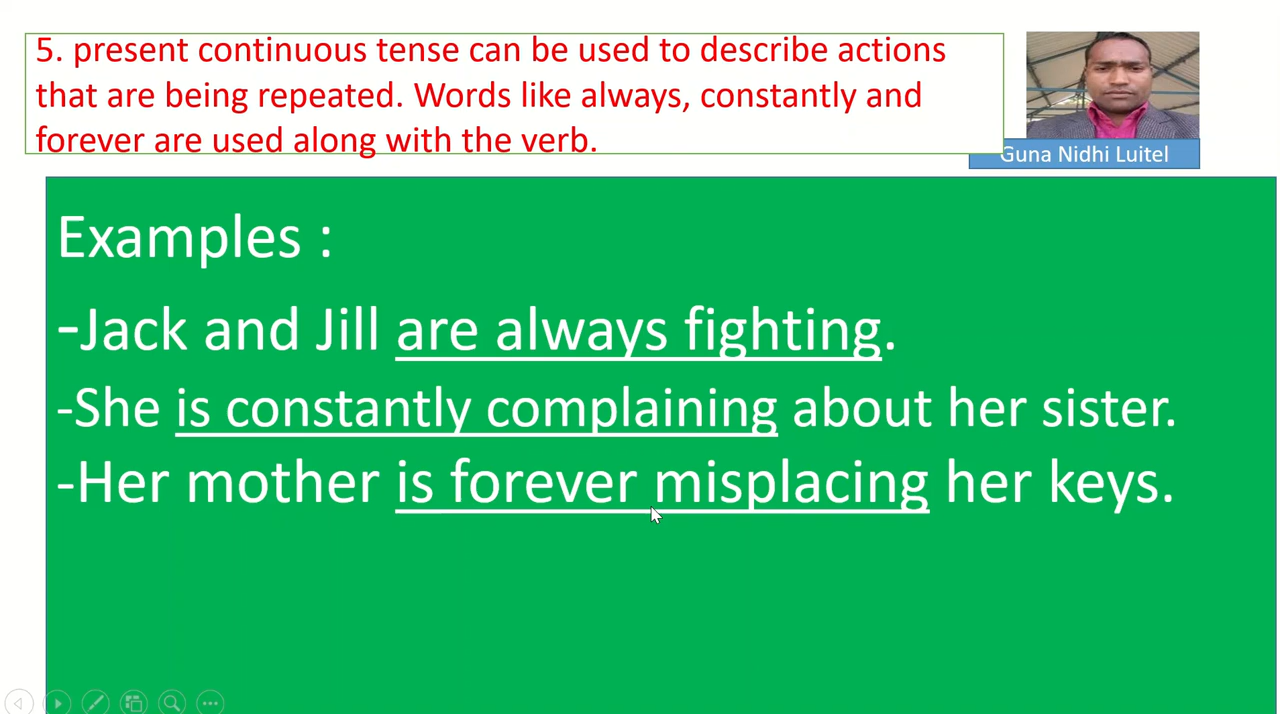 5. present continuous tense can be used to describe actions
that are being repeated. Words like always, constantly and
forever are used along with the verb.
Guna Nidhi Luitel
Examples :
-Jack and Jill are always fighting.
-She is constantly complaining about her sister.
-Her mother is forever misplacing her keys.